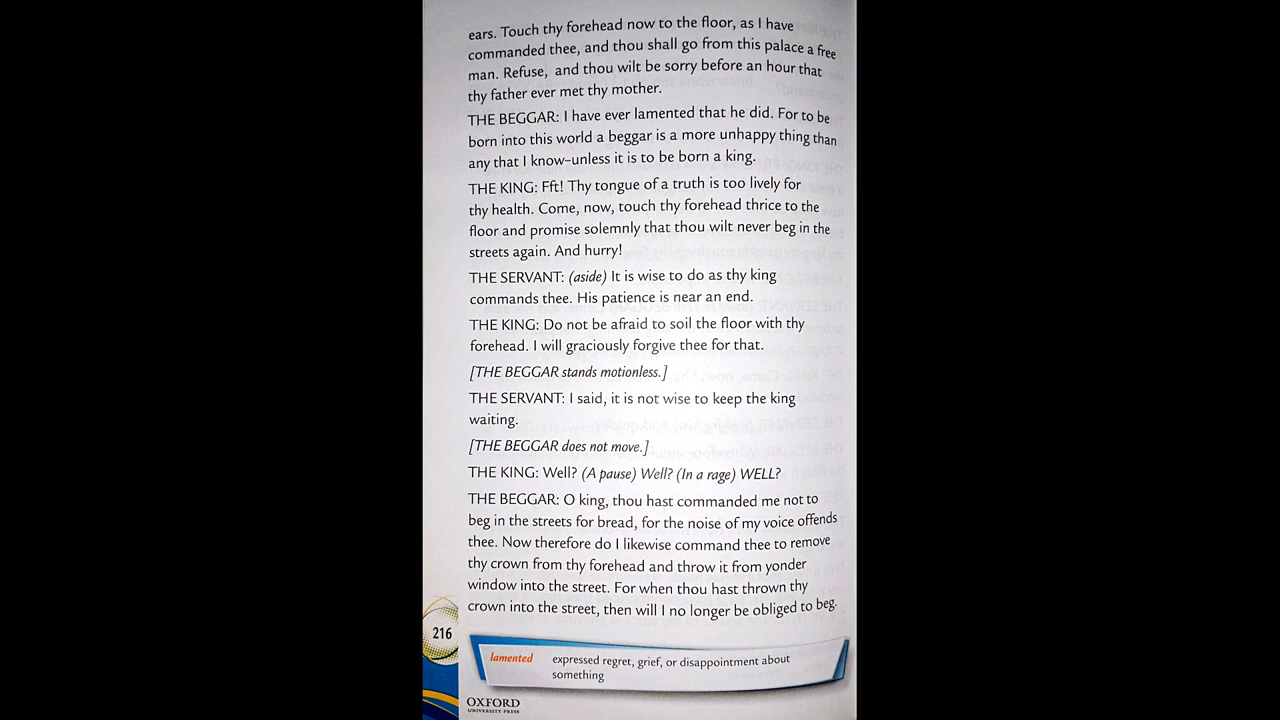 ears. Touch thy forehead now to the floor, as I have
commanded thee, and thou shall go from this palace a free
man. Refuse, and thou wilt be sorry before an hour that
thy father ever met thy mother.
THE BEGGAR: I have ever lamented that he did. For to be
born into this world a beggar is a more unhappy thing than
any that I know–unless it is to be born a king.
THE KING: Fft! Thy tongue of a truth is too lively for
thy health. Come, now, touch thy forehead thrice to the
floor and promise solemnly that thou wilt never beg in the
streets again. And hurry!
THE SERVANT: (aside) It is wise to do as thy king
commands thee. His patience is near an end.
THE KING: Do not be afraid to soil the floor with thy
forehead. I will graciously forgive thee for that.
[THE BEGGAR stands motionless.]
THE SERVANT: I said, it is not wise to keep the king
waiting.
[THE BEGGAR does not move.]
THE KING: Well? (A pause) Well? (In a rage) WELL?
THE BEGGAR: O king, thou hast commanded me not to
beg in the streets for bread, for the noise of my voice offends
thee. Now therefore do I likewise command thee to remove
thy crown from thy forehead and throw it from yonder
window into the street. For when thou hast thrown thy
crown into the street, then will I no longer be obliged to beg.
216
lamented expressed regret, grief, or disappointment about
something
OXFORD
UNIVERSITY PRESS